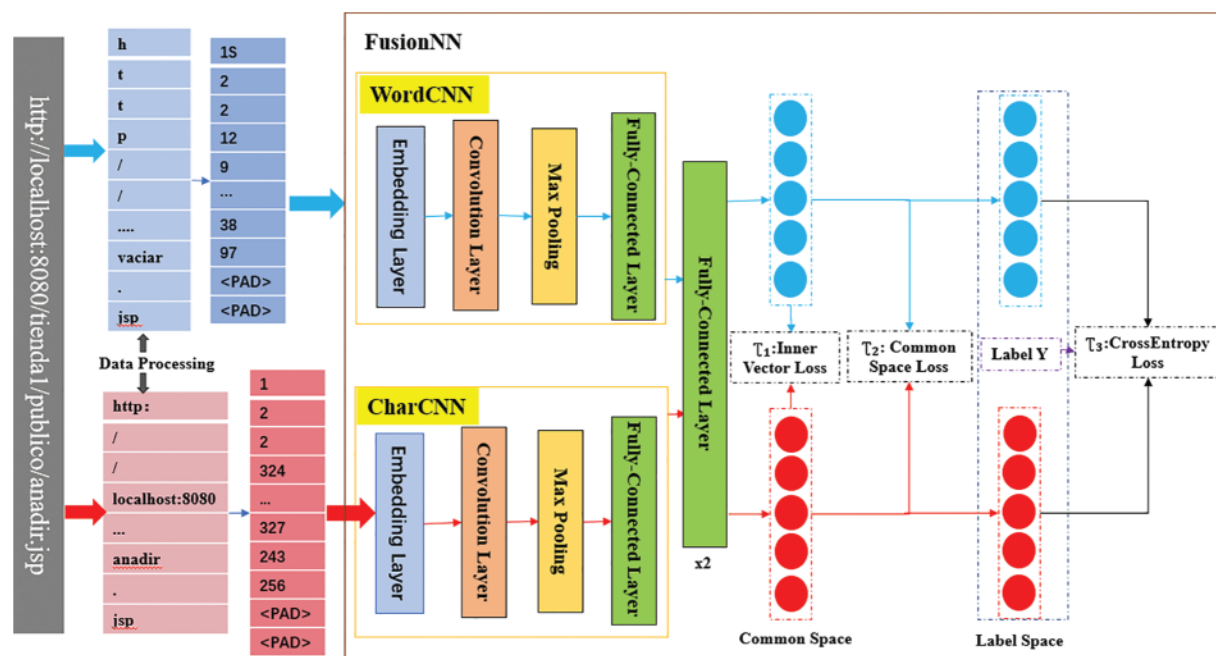 http://localhost:8080/tienda1/publico/anadir.jsp
h
t
t
p
/
/
....
vaciar
.
jsp
1S
2
2
12
9
...
38
97
<PAD>
<PAD>
Data Processing
http:
/
/
localhost:8080
...
anadir
.
jsp
1
2
2
324
...
327
243
256
<PAD>
<PAD>
FusionNN
WordCNN
Embedding Layer
Convolution Layer
Max Pooling
Fully-Connected Layer
CharCNN
Embedding Layer
Convolution Layer
Max Pooling
Fully-Connected Layer
Fully-Connected Layer
x2
τ1:Inner
Vector Loss
τ2: Common
Space Loss
Label Y
τ3:CrossEntropy
Loss
Common Space
Label Space